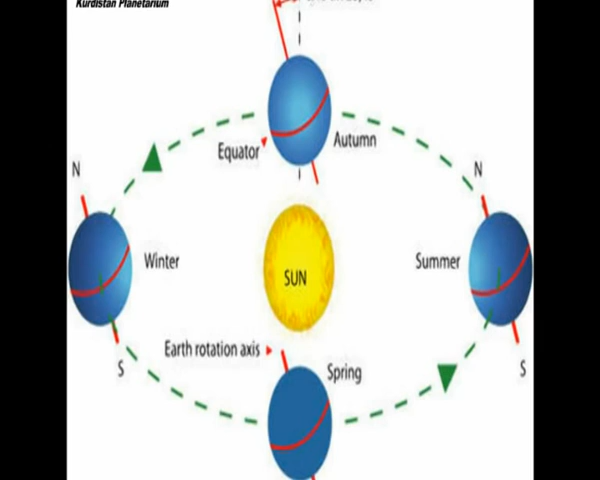 Kurdistan Planetarium
Equator
Autumn
N
N
Winter
SUN
Summer
Earth rotation axis
Spring
S
S